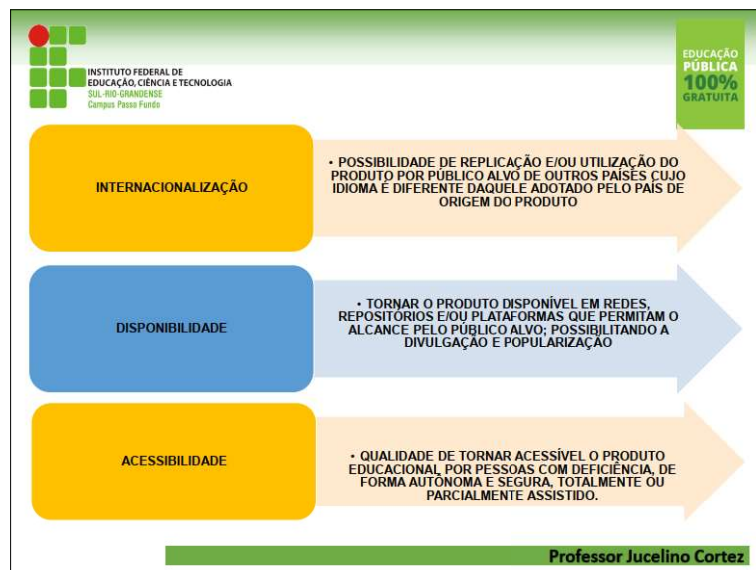 INSTITUTO FEDERAL DE
EDUCAÇÃO, CIÊNCIA E TECNOLOGIA
SUL-RIO-GRANDENSE
Campus Passo Fundo
EDUCAÇÃO
PÚBLICA
100%
GRATUITA
INTERNACIONALIZAÇÃO
• POSSIBILIDADE DE REPLICAÇÃO E/OU UTILIZAÇÃO DO
PRODUTO POR PÚBLICO ALVO DE OUTROS PAÍSES CUJO
IDIOMA É DIFERENTE DAQUELE ADOTADO PELO PAÍS DE
ORIGEM DO PRODUTO
DISPONIBILIDADE
• TORNAR O PRODUTO DISPONÍVEL EM REDES,
REPOSITÓRIOS E/OU PLATAFORMAS QUE PERMITAM O
ALCANCE PELO PÚBLICO ALVO; POSSIBILITANDO A
DIVULGAÇÃO E POPULARIZAÇÃO
ACESSIBILIDADE
• QUALIDADE DE TORNAR ACESSÍVEL O PRODUTO
EDUCACIONAL POR PESSOAS COM DEFICIÊNCIA, DE
FORMA AUTÔNOMA E SEGURA, TOTALMENTE OU
PARCIALMENTE ASSISTIDO.
Professor Jucelino Cortez